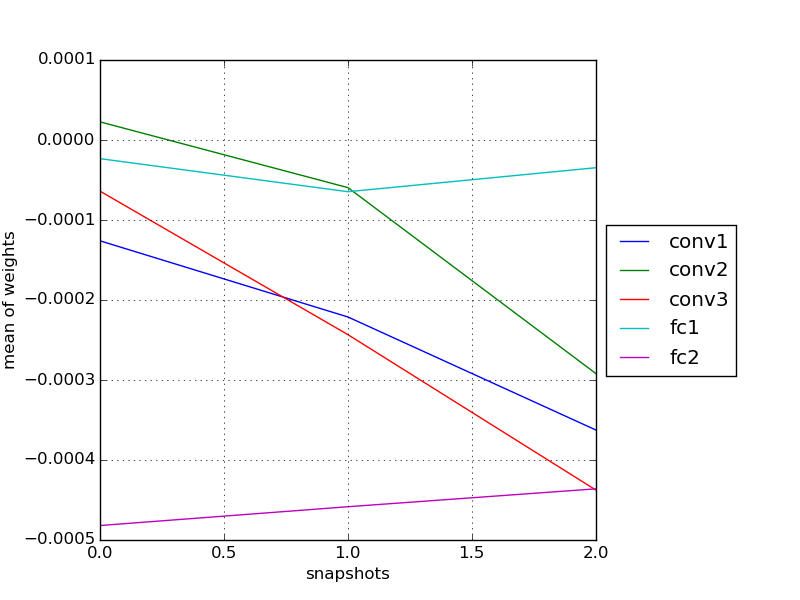 0.0001
0.0000
−0.0001
−0.0002
−0.0003
−0.0004
−0.0005
mean of weights
0.0 0.5 1.0 1.5 2.0
snapshots
conv1
conv2
conv3
fc1
fc2